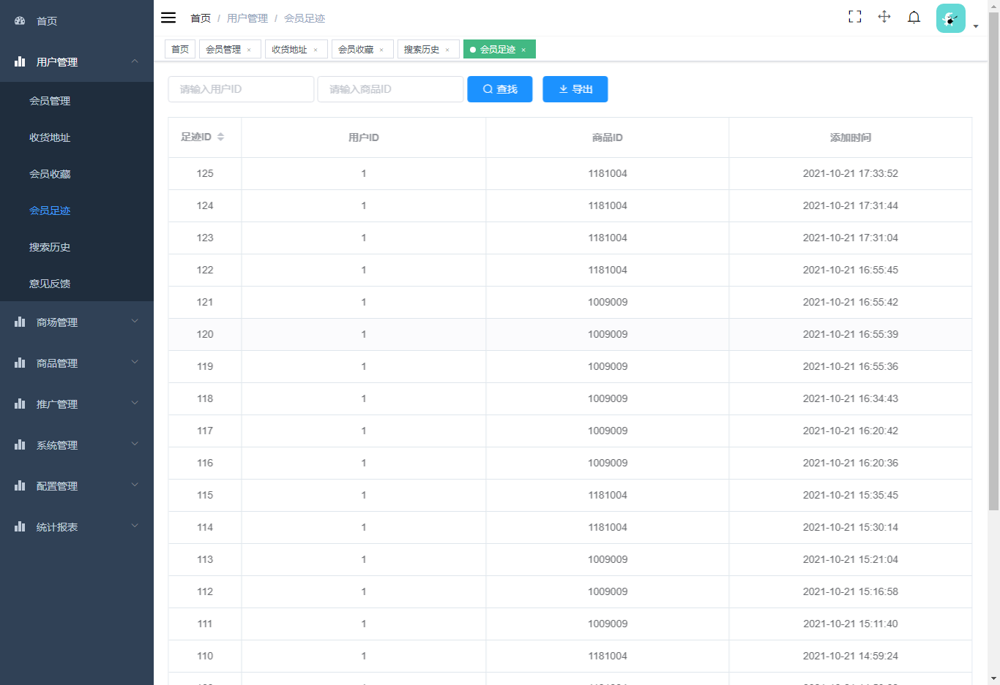 首页
用户管理
会员管理
收货地址
会员收藏
会员足迹
搜索历史
意见反馈
商场管理
商品管理
推广管理
系统管理
配置管理
统计报表
首页 / 用户管理 / 会员足迹
首页 会员管理 × 收货地址 × 会员收藏 × 搜索历史 × 会员足迹 ×
请输入用户ID 请输入商品ID 查找 导出
足迹ID 用户ID 商品ID 添加时间
125 1 1181004 2021-10-21 17:33:52
124 1 1181004 2021-10-21 17:31:44
123 1 1181004 2021-10-21 17:31:04
122 1 1181004 2021-10-21 16:55:45
121 1 1009009 2021-10-21 16:55:42
120 1 1009009 2021-10-21 16:55:39
119 1 1009009 2021-10-21 16:55:36
118 1 1009009 2021-10-21 16:34:43
117 1 1009009 2021-10-21 16:20:42
116 1 1009009 2021-10-21 16:20:36
115 1 1181004 2021-10-21 15:35:45
114 1 1181004 2021-10-21 15:30:14
113 1 1009009 2021-10-21 15:21:04
112 1 1009009 2021-10-21 15:16:58
111 1 1009009 2021-10-21 15:11:40
110 1 1181004 2021-10-21 14:59:24